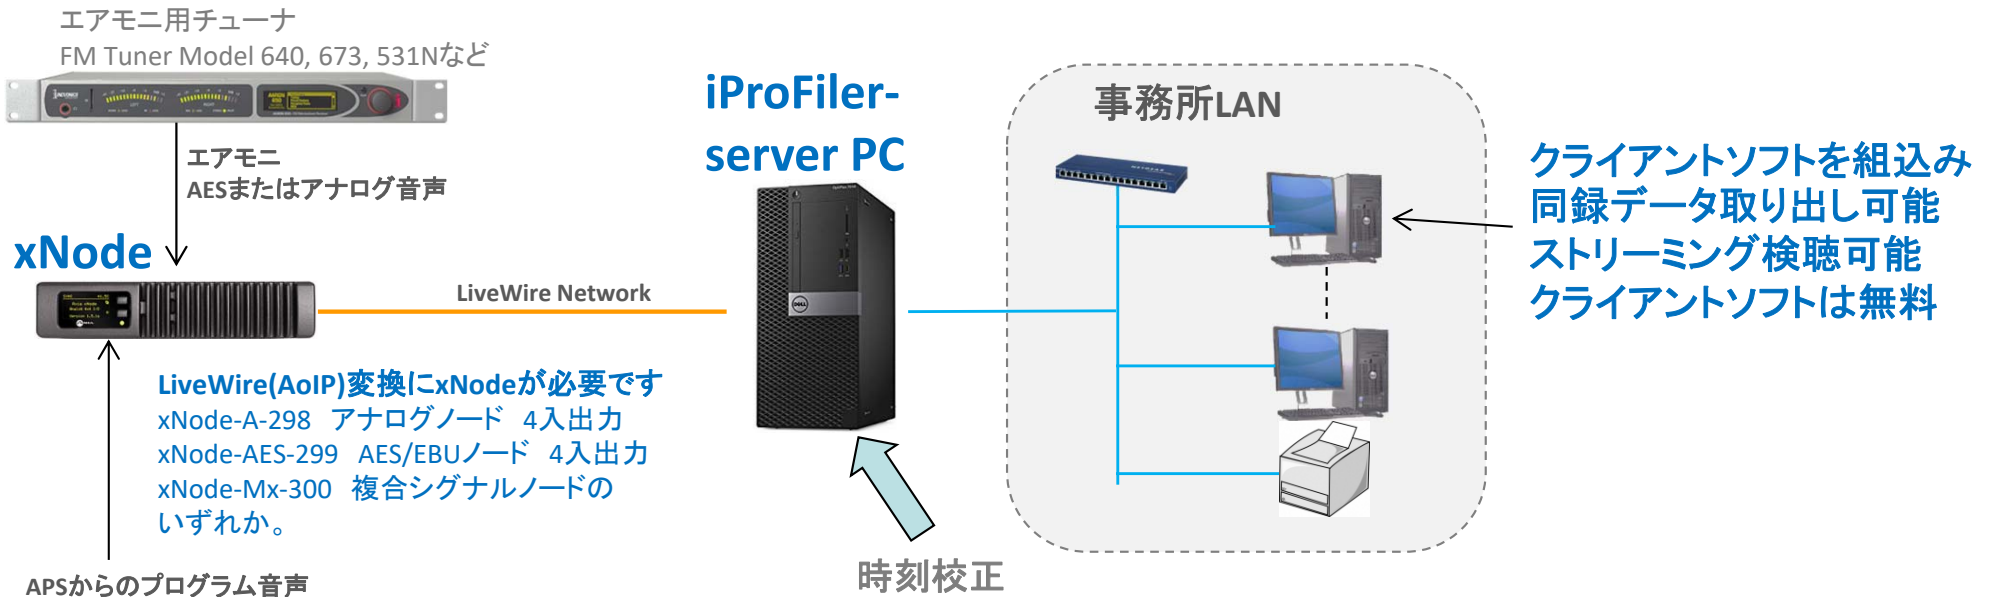 エアモニ用チューナ
FM Tuner Model 640, 673, 531Nなど
エアモニ
AESまたはアナログ音声
xNode
LiveWire Network
LiveWire(AoIP)変換にxNodeが必要です
xNode-A-298 アナログノード 4入出力
xNode-AES-299 AES/EBUノード 4入出力
xNode-Mx-300 複合シグナルノードの
いずれか。
APSからのプログラム音声
iProFiler-
server PC
DELL
時刻校正
事務所LAN
クライアントソフトを組込み
同録データ取り出し可能
ストリーミング検聴可能
クライアントソフトは無料